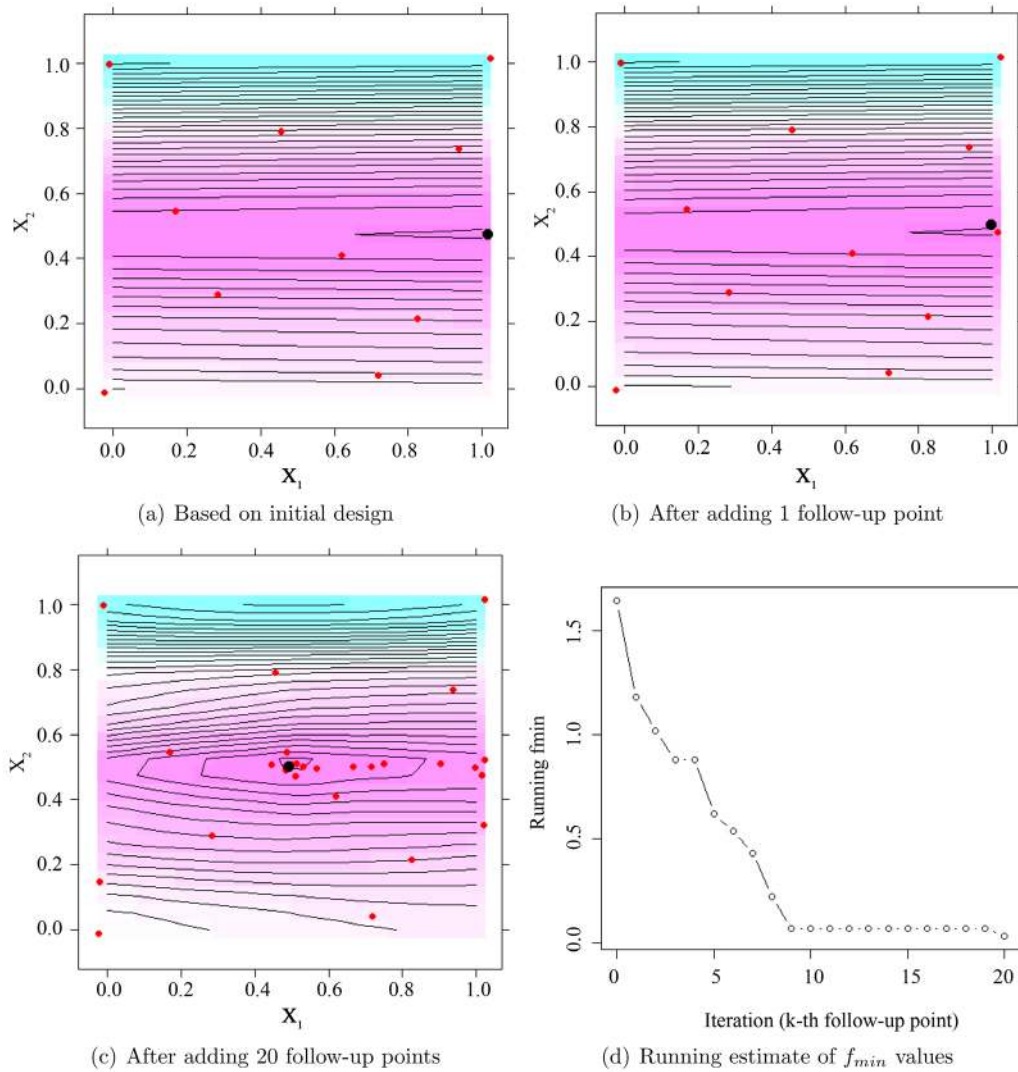 1.0
0.8
0.6
X₂
0.4
0.2
0.0
0.0 0.2 0.4 0.6 0.8 1.0
X₁
(a) Based on initial design
1.0
0.8
0.6
X₂
0.4
0.2
0.0
0.0 0.2 0.4 0.6 0.8 1.0
X₁
(b) After adding 1 follow-up point
1.0
0.8
0.6
X₂
0.4
0.2
0.0
0.0 0.2 0.4 0.6 0.8 1.0
X₁
(c) After adding 20 follow-up points
1.5
1.0
Running fmin
0.5
0.0
0 5 10 15 20
Iteration (k-th follow-up point)
(d) Running estimate of fₘᵢₙ values